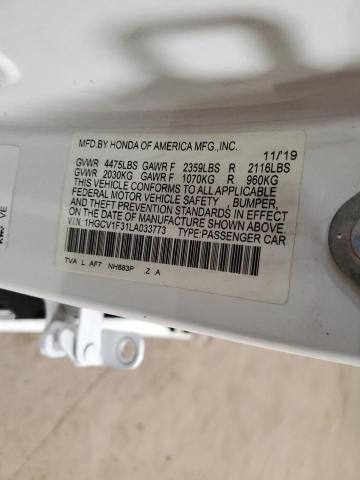 MFD.BY HONDA OF AMERICA MFG.,INC.
11/'19
GVWR 4475LBS GAWR F 2359LBS R 2116LBS
GVWR 2030KG GAWR F 1070KG R 960KG
THIS VEHICLE CONFORMS TO ALL APPLICABLE
FEDERAL MOTOR VEHICLE SAFETY , BUMPER,
AND THEFT PREVENTION STANDARDS IN EFFECT
ON THE DATE OF MANUFACTURE SHOWN ABOVE.
V.I.N.:1HGCV1F31LA033773 TYPE:PASSENGER CAR
TVA L AF7 NH883P .Z .A
VE